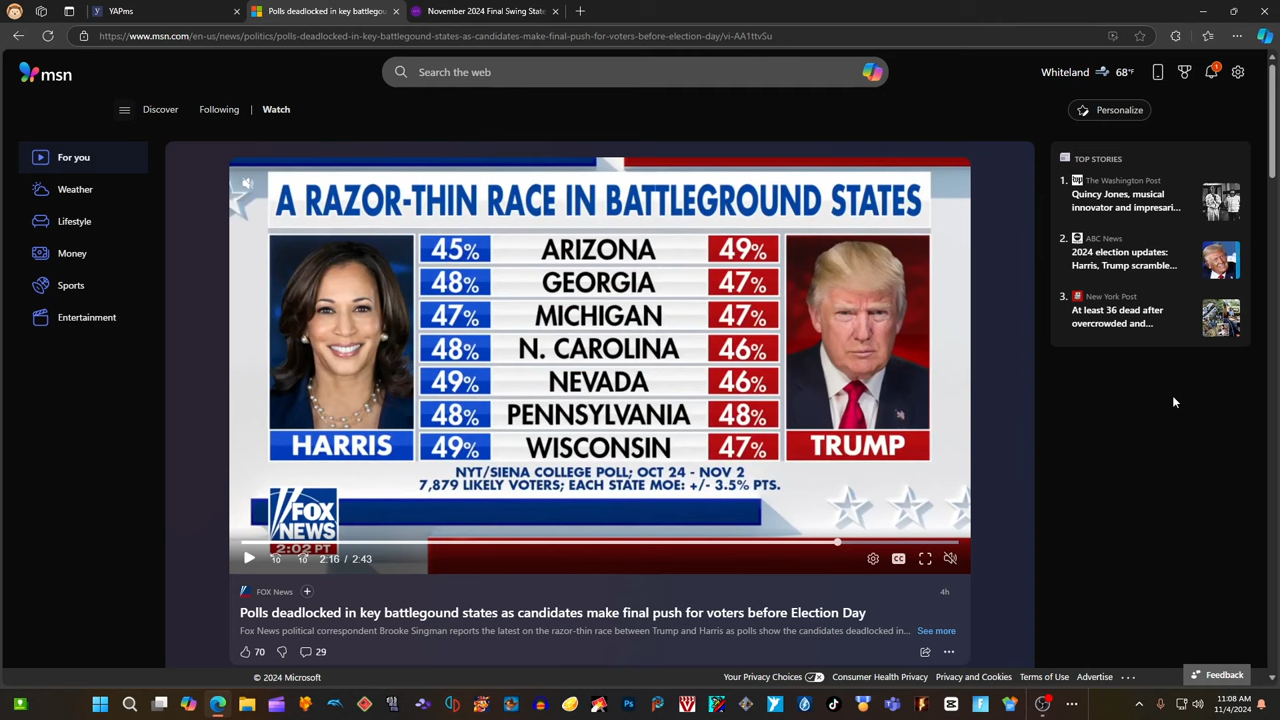 YAPms
Polls deadlocked in key battlegou
November 2024 Final Swing State
https://www.msn.com/en-us/news/politics/polls-deadlocked-in-key-battleground-states-as-candidates-make-final-push-for-voters-before-election-day/vi-AA1ttvSu
msn
Search the web
Whiteland 68°F
1
Discover Following | Watch
Personalize
For you
Weather
Lifestyle
Money
Sports
Entertainment
A RAZOR-THIN RACE IN BATTLEGROUND STATES
45% ARIZONA 49%
48% GEORGIA 47%
47% MICHIGAN 47%
48% N. CAROLINA 46%
49% NEVADA 46%
48% PENNSYLVANIA 48%
49% WISCONSIN 47%
HARRIS
TRUMP
NYT/SIENA COLLEGE POLL; OCT 24 - NOV 2
7,879 LIKELY VOTERS; EACH STATE MOE: +/- 3.5% PTS.
FOX
NEWS
2:02 PT
10 10 2:16 / 2:43
CC
FOX News
4h
Polls deadlocked in key battlegound states as candidates make final push for voters before Election Day
Fox News political correspondent Brooke Singman reports the latest on the razor-thin race between Trump and Harris as polls show the candidates deadlocked in... See more
70 29
TOP STORIES
1. The Washington Post
Quincy Jones, musical
innovator and impresari...
2. ABC News
2024 election updates:
Harris, Trump scramble...
3. New York Post
At least 36 dead after
overcrowded and...
© 2024 Microsoft
Your Privacy Choices Consumer Health Privacy Privacy and Cookies Terms of Use Advertise
Feedback
11:08 AM
11/4/2024